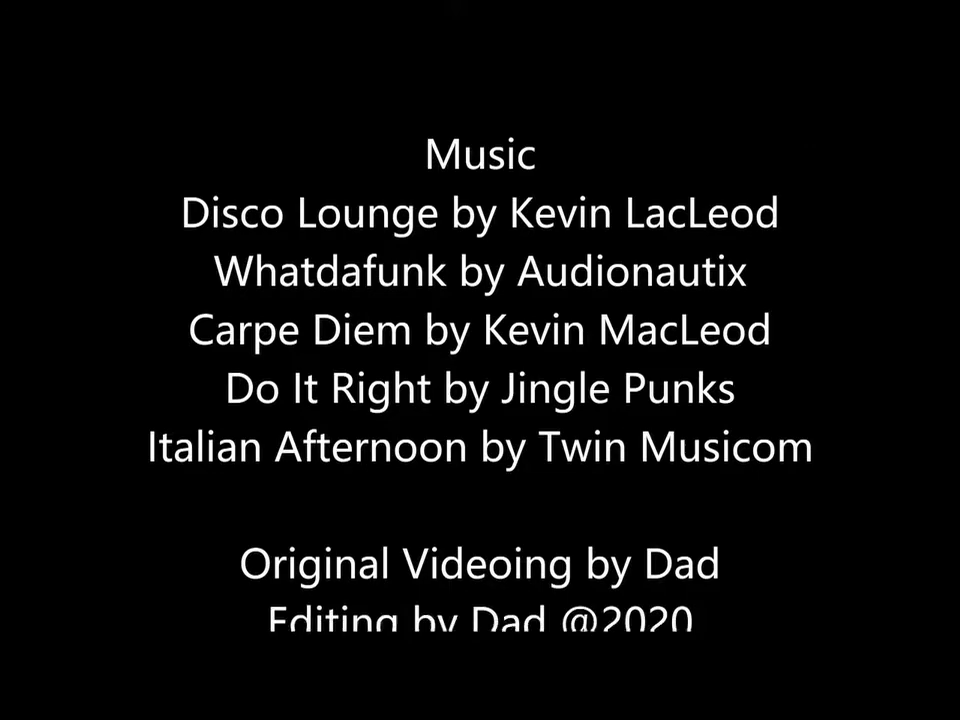 Music
Disco Lounge by Kevin LacLeod
Whatdafunk by Audionautix
Carpe Diem by Kevin MacLeod
Do It Right by Jingle Punks
Italian Afternoon by Twin Musicom
Original Videoing by Dad
Editing by Dad @2020